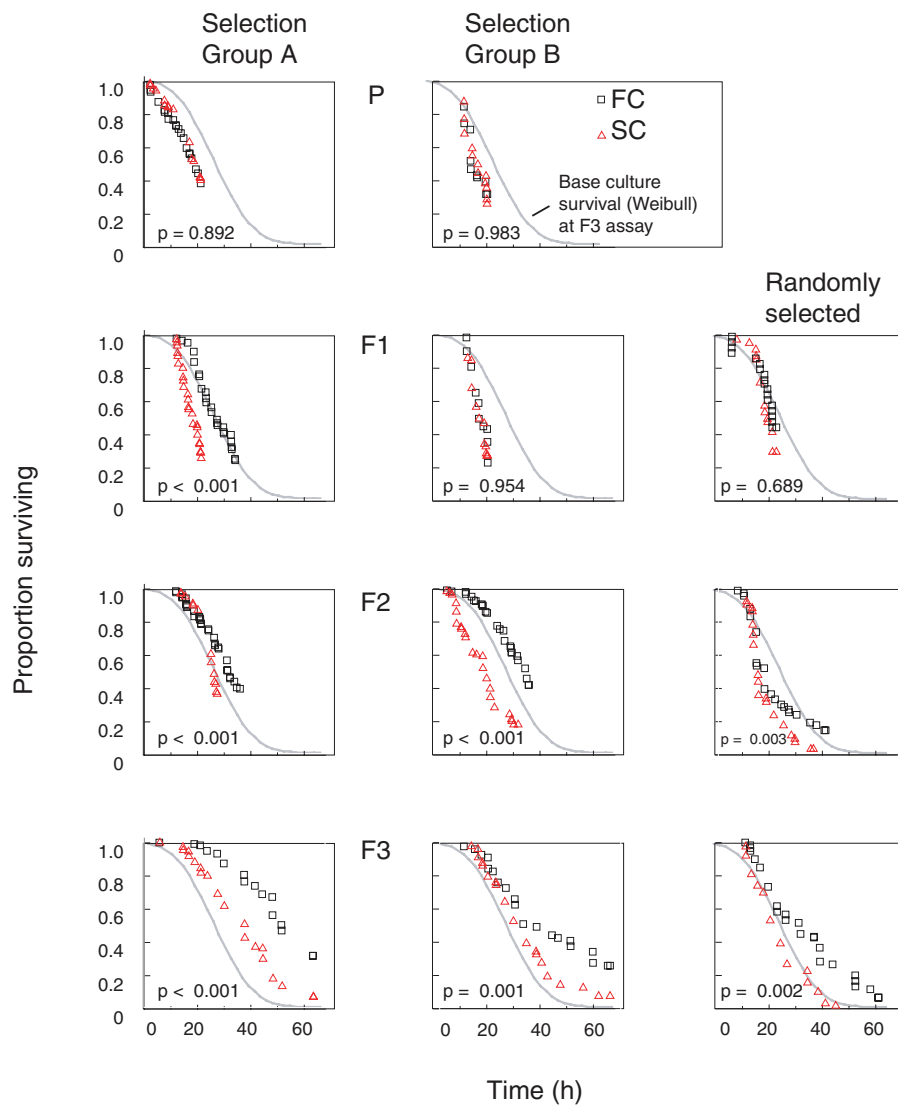 Selection
Group A
Selection
Group B
P
1.0
0.8
0.6
0.4
0.2
0
p = 0.892
FC
SC
Base culture
survival (Weibull)
at F3 assay
p = 0.983
Randomly
selected
F1
1.0
0.8
0.6
0.4
0.2
0
p < 0.001
p = 0.954
p = 0.689
F2
1.0
0.8
0.6
0.4
0.2
0
p < 0.001
p < 0.001
p = 0.003
F3
1.0
0.8
0.6
0.4
0.2
0
p < 0.001
p = 0.001
p = 0.002
0 20 40 60
0 20 40 60
0 20 40 60
Proportion surviving
Time (h)